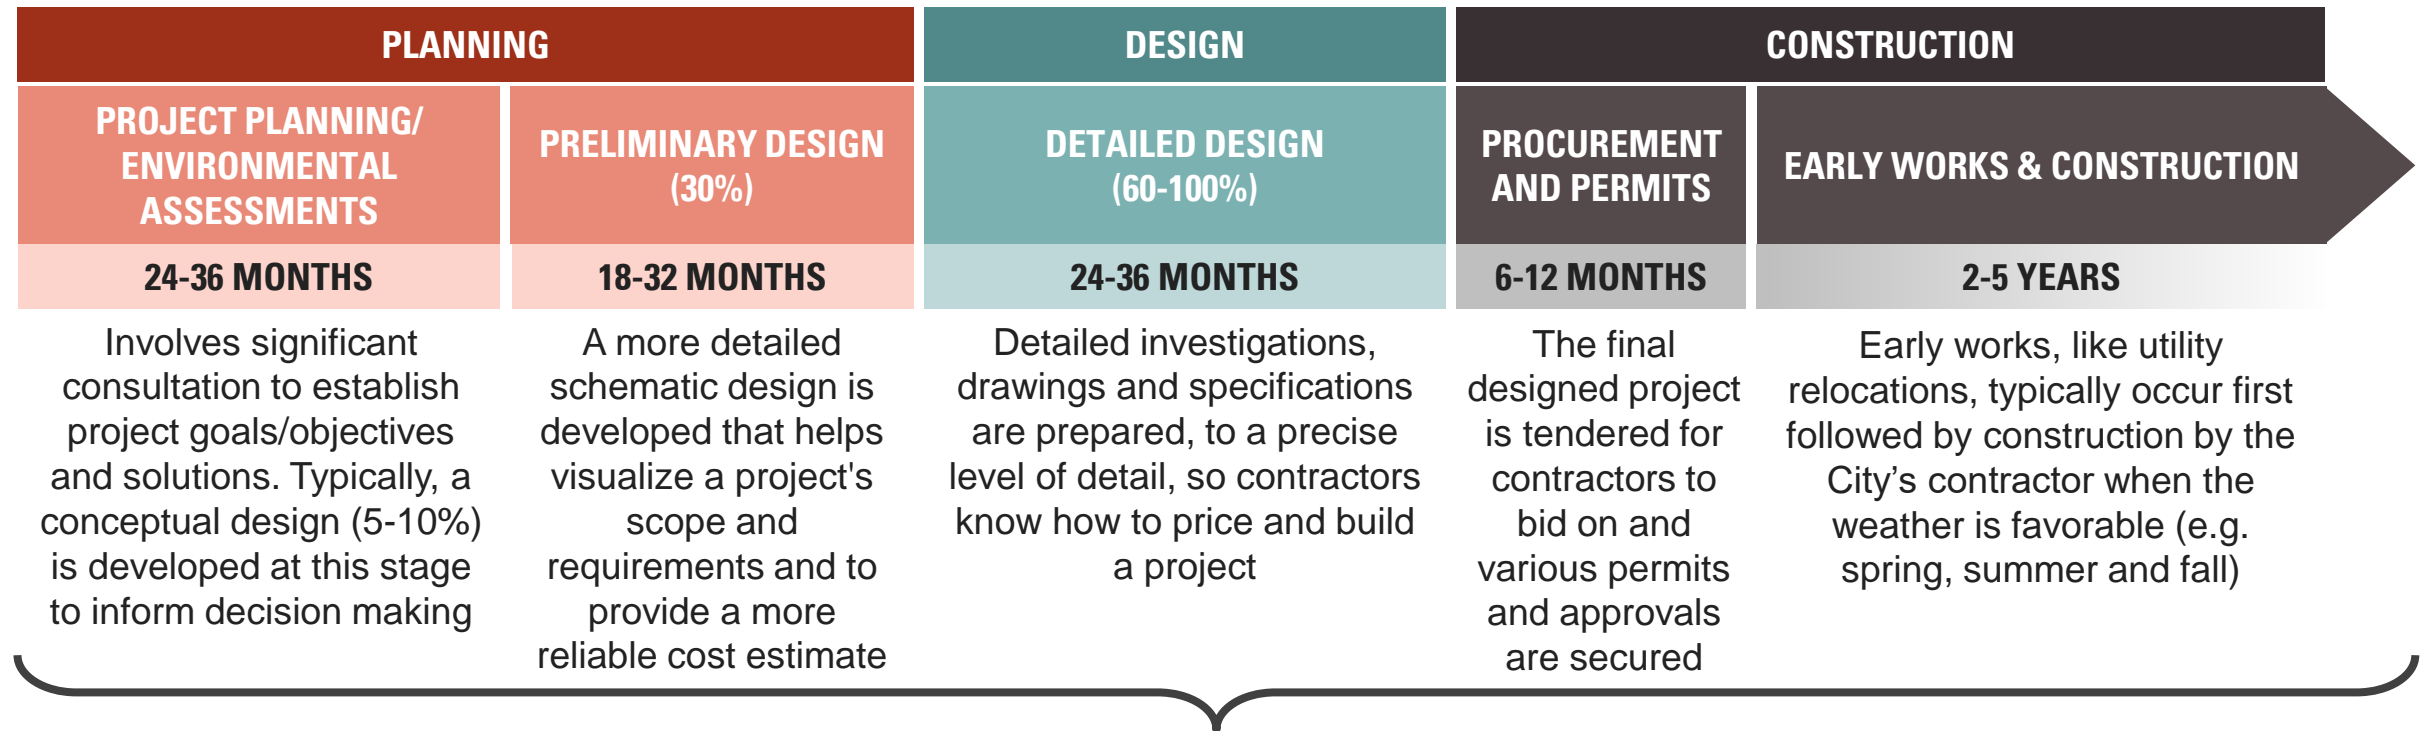 PLANNING
DESIGN
CONSTRUCTION
PROJECT PLANNING/
ENVIRONMENTAL
ASSESSMENTS
PRELIMINARY DESIGN
(30%)
DETAILED DESIGN
(60-100%)
PROCUREMENT
AND PERMITS
EARLY WORKS & CONSTRUCTION
24-36 MONTHS
18-32 MONTHS
24-36 MONTHS
6-12 MONTHS
2-5 YEARS
Involves significant
consultation to establish
project goals/objectives
and solutions. Typically, a
conceptual design (5-10%)
is developed at this stage
to inform decision making
A more detailed
schematic design is
developed that helps
visualize a project's
scope and
requirements and to
provide a more
reliable cost estimate
Detailed investigations,
drawings and specifications
are prepared, to a precise
level of detail, so contractors
know how to price and build
a project
The final
designed project
is tendered for
contractors to
bid on and
various permits
and approvals
are secured
Early works, like utility
relocations, typically occur first
followed by construction by the
City’s contractor when the
weather is favorable (e.g.
spring, summer and fall)